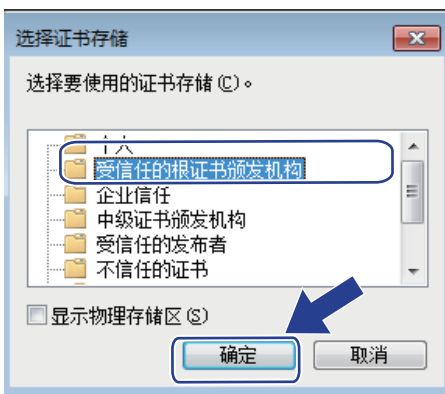 选择证书存储
选择要使用的证书存储(C)。
个人
受信任的根证书颁发机构
企业信任
中级证书颁发机构
受信任的发布者
不信任的证书
显示物理存储区(S)
确定
取消